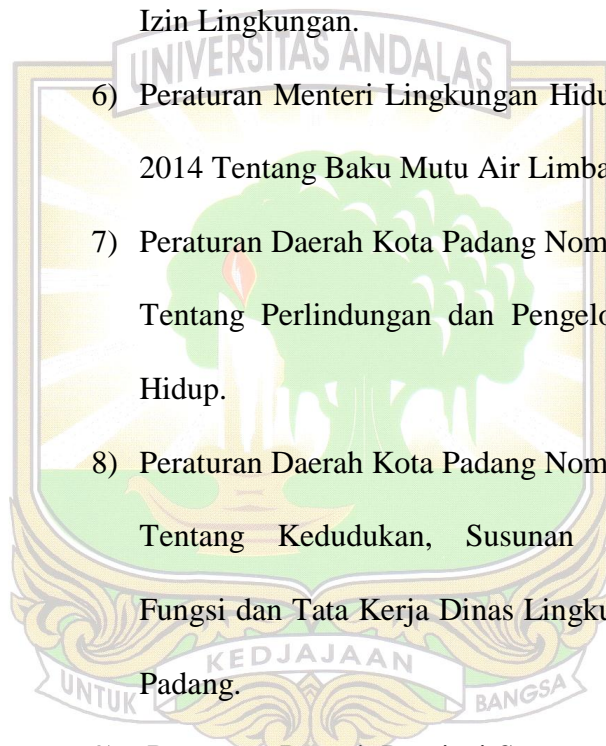 Izin Lingkungan.
UNIVERSITAS ANDALAS
6) Peraturan Menteri Lingkungan Hidu
2014 Tentang Baku Mutu Air Limba
7) Peraturan Daerah Kota Padang Nom
Tentang Perlindungan dan Pengelo
Hidup.
8) Peraturan Daerah Kota Padang Nom
Tentang Kedudukan, Susunan
Fungsi dan Tata Kerja Dinas Lingku
Padang.
UNTUK KEDJAJAAN BANGSA